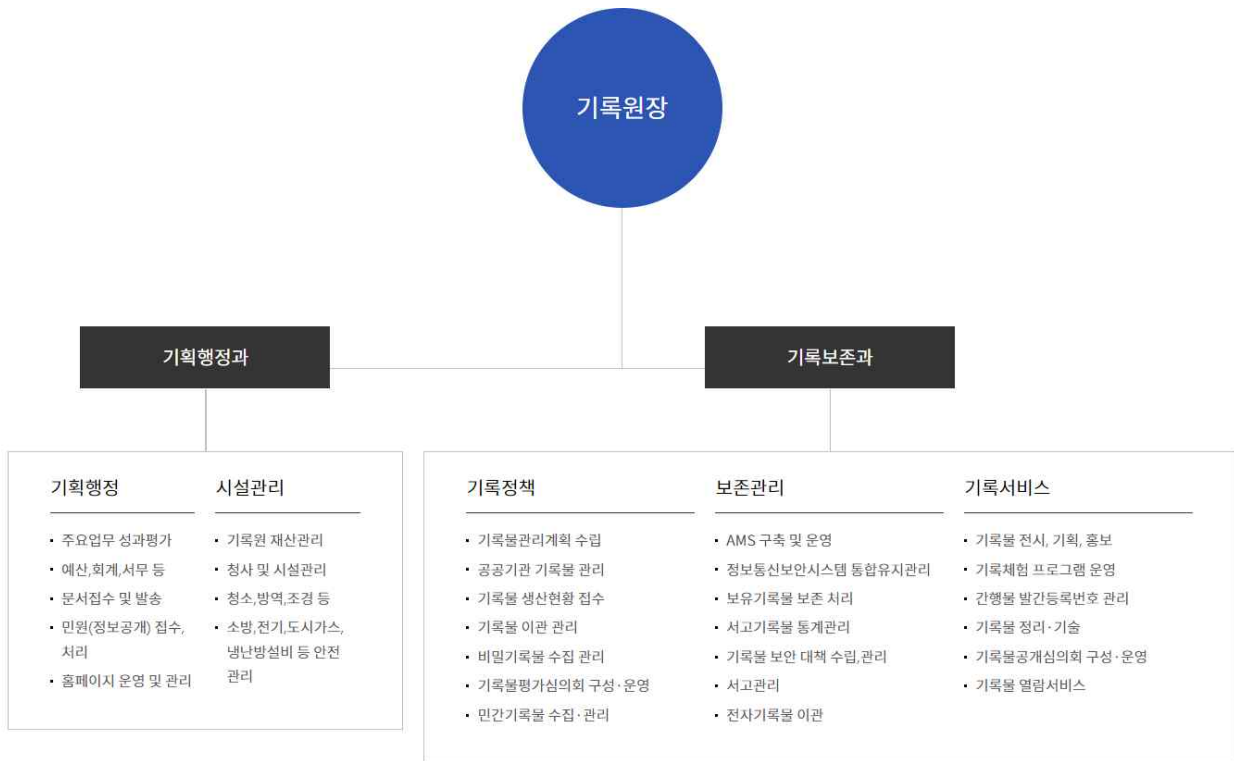 기록원장
기획행정과
기록보존과
기획행정
주요업무 성과평가
예산,회계,서무 등
문서접수 및 발송
민원(정보공개) 접수,
처리
홈페이지 운영 및 관리
시설관리
기록원 재산관리
청사 및 시설관리
청소,방역,조경 등
소방,전기,도시가스,
냉난방설비 등 안전
관리
기록정책
기록물관리계획 수립
공공기관 기록물 관리
기록물 생산현황 접수
기록물 이관 관리
비밀기록물 수집 관리
기록물평가심의회 구성·운영
민간기록물 수집·관리
보존관리
AMS 구축 및 운영
정보통신보안시스템 통합유지관리
보유기록물 보존 처리
서고기록물 통계관리
기록물 보안 대책 수립,관리
서고관리
전자기록물 이관
기록서비스
기록물 전시, 기획, 홍보
기록체험 프로그램 운영
간행물 발간등록번호 관리
기록물 정리·기술
기록물공개심의회 구성·운영
기록물 열람서비스